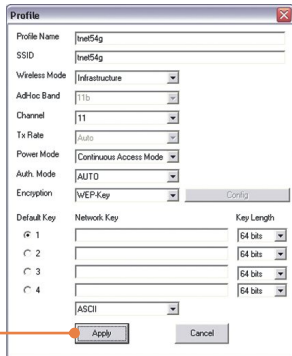 Profile
Profile Name tnet54g
SSID tnet54g
Wireless Mode Infrastructure
AdHoc Band 11b
Channel 11
Tx Rate Auto
Power Mode Continuous Access Mode
Auth. Mode AUTO
Encryption WEP-Key Config
Default Key Network Key Key Length
1 64 bits
2 64 bits
3 64 bits
4 64 bits
ASCII
Apply Cancel